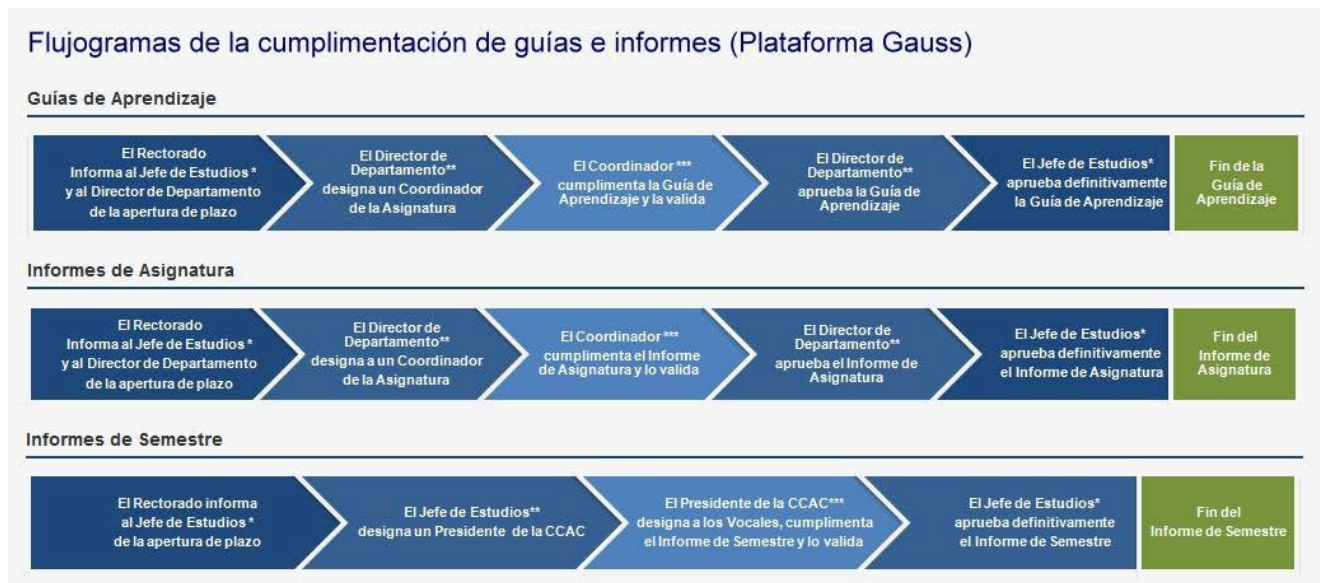 Flujogramas de la cumplimentación de guías e informes (Plataforma Gauss)
Guías de Aprendizaje
El Rectorado
Informa al Jefe de Estudios *
y al Director de Departamento
de la apertura de plazo
El Director de
Departamento**
designa un Coordinador
de la Asignatura
El Coordinador ***
cumplimenta la Guía de
Aprendizaje y la valida
El Director de
Departamento**
aprueba la Guía de
Aprendizaje
El Jefe de Estudios*
aprueba definitivamente
la Guía de Aprendizaje
Fin de la
Guía de
Aprendizaje
Informes de Asignatura
El Rectorado
Informa al Jefe de Estudios *
y al Director de Departamento
de la apertura de plazo
El Director de
Departamento**
designa a un Coordinador
de la Asignatura
El Coordinador ***
cumplimenta el Informe
de Asignatura y lo valida
El Director de
Departamento**
aprueba el Informe de
Asignatura
El Jefe de Estudios*
aprueba definitivamente
el Informe de Asignatura
Fin del
Informe de
Asignatura
Informes de Semestre
El Rectorado informa
al Jefe de Estudios *
de la apertura de plazo
El Jefe de Estudios**
designa un Presidente de la CCAC
El Presidente de la CCAC***
designa a los Vocales, cumplimenta
el Informe de Semestre y lo valida
El Jefe de Estudios*
aprueba definitivamente
el Informe de Semestre
Fin del
Informe de Semestre